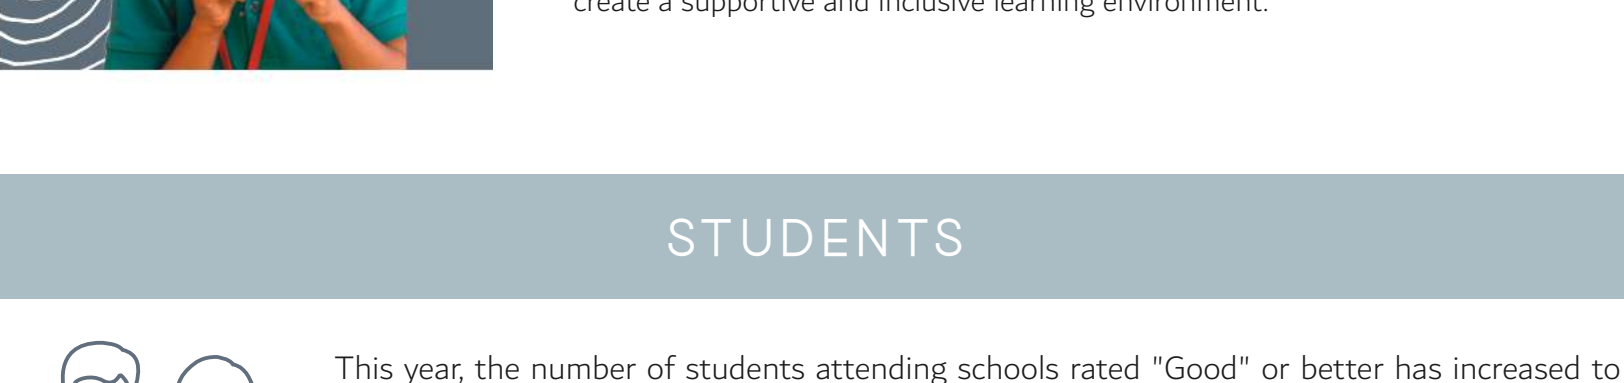 create a supportive and inclusive learning environment.
STUDENTS
This year, the number of students attending schools rated "Good" or better has increased to